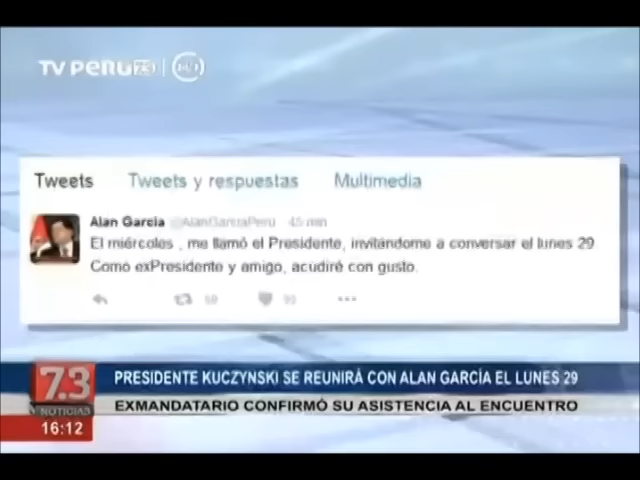 TV PERU 7.3
Tweets Tweets y respuestas Multimedia
Alan García @AlanGarciaPeru · 45 min
El miércoles , me llamó el Presidente, invitándome a conversar el lunes 29
Como exPresidente y amigo, acudiré con gusto.
7.3
NOTICIAS
16:12
PRESIDENTE KUCZYNSKI SE REUNIRÁ CON ALAN GARCÍA EL LUNES 29
EXMANDATARIO CONFIRMÓ SU ASISTENCIA AL ENCUENTRO